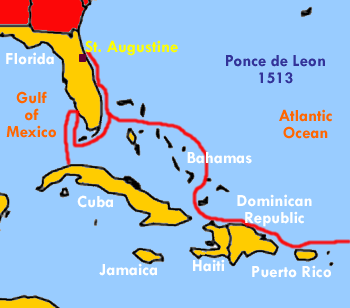 St. Augustine
Florida
Ponce de Leon
1513
Gulf
of
Mexico
Atlantic
Ocean
Bahamas
Cuba
Dominican
Republic
Jamaica
Haiti
Puerto Rico